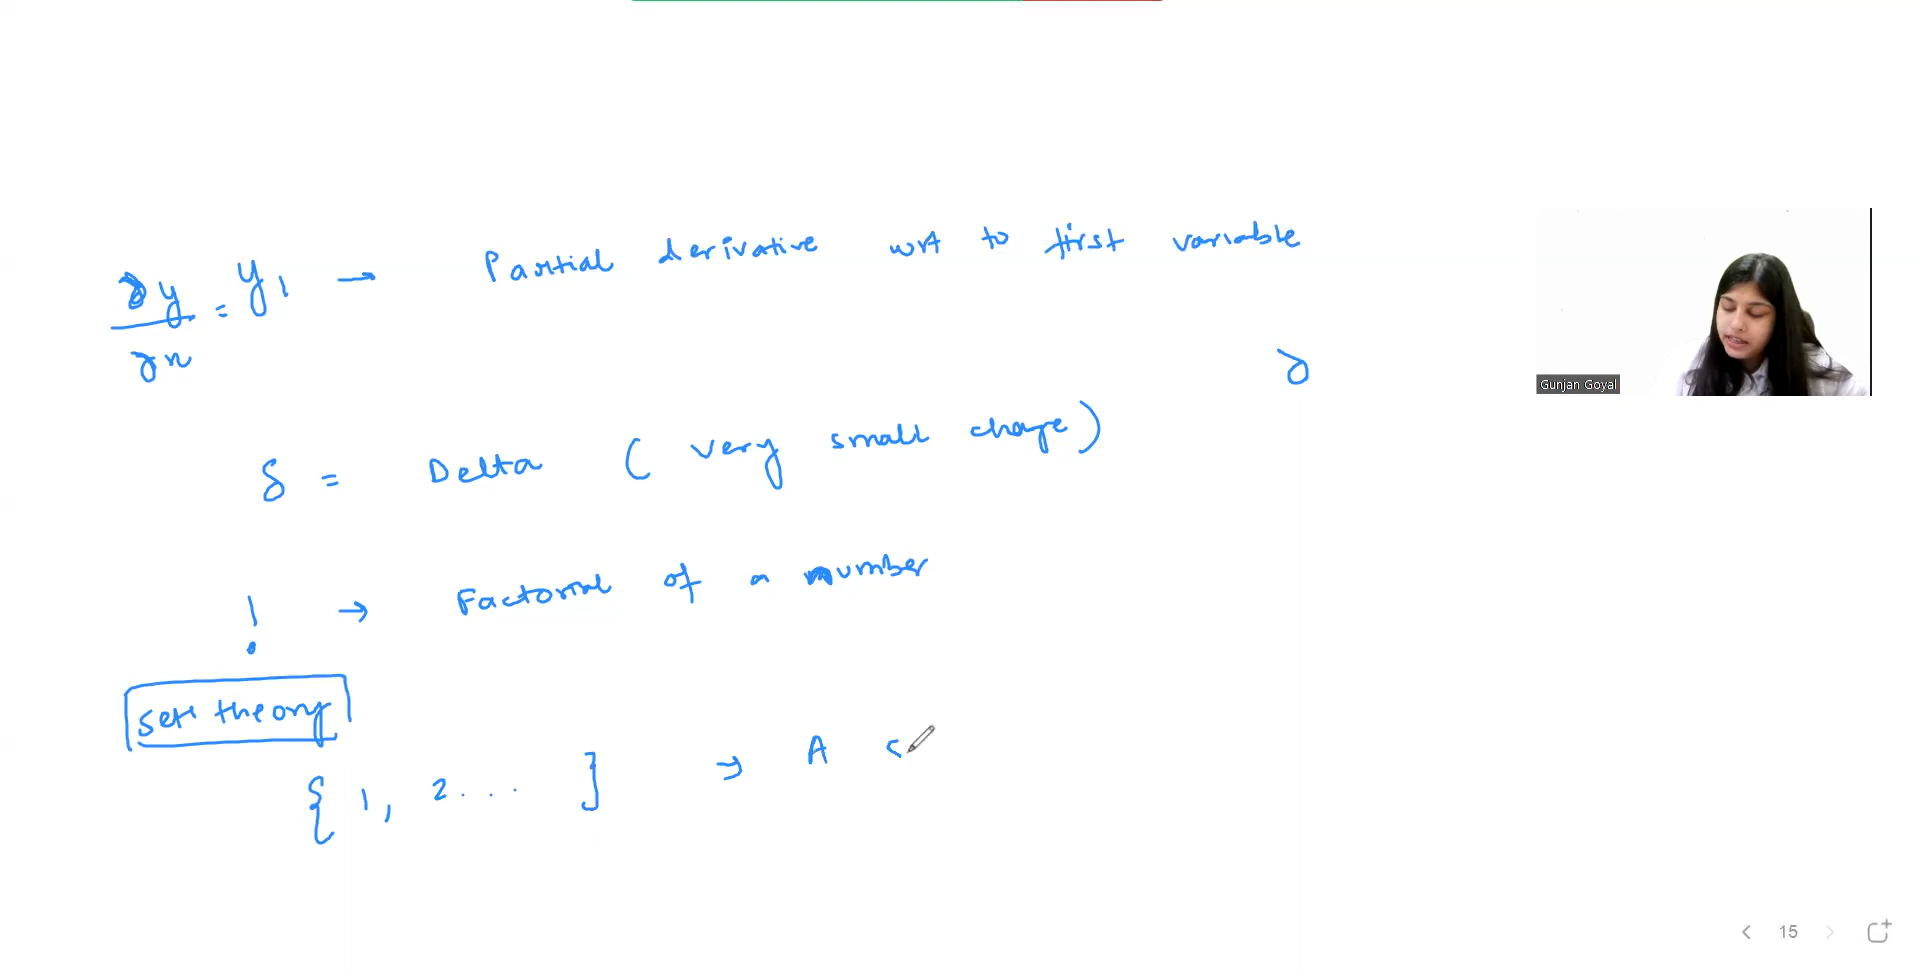 ∂y/∂x = y1 → Partial derivative wrt to first variable
∂
δ = Delta ( very small change )
! → Factorial of a number
Set theory
{ 1, 2 . . . ] → A s
Gunjan Goyal
15